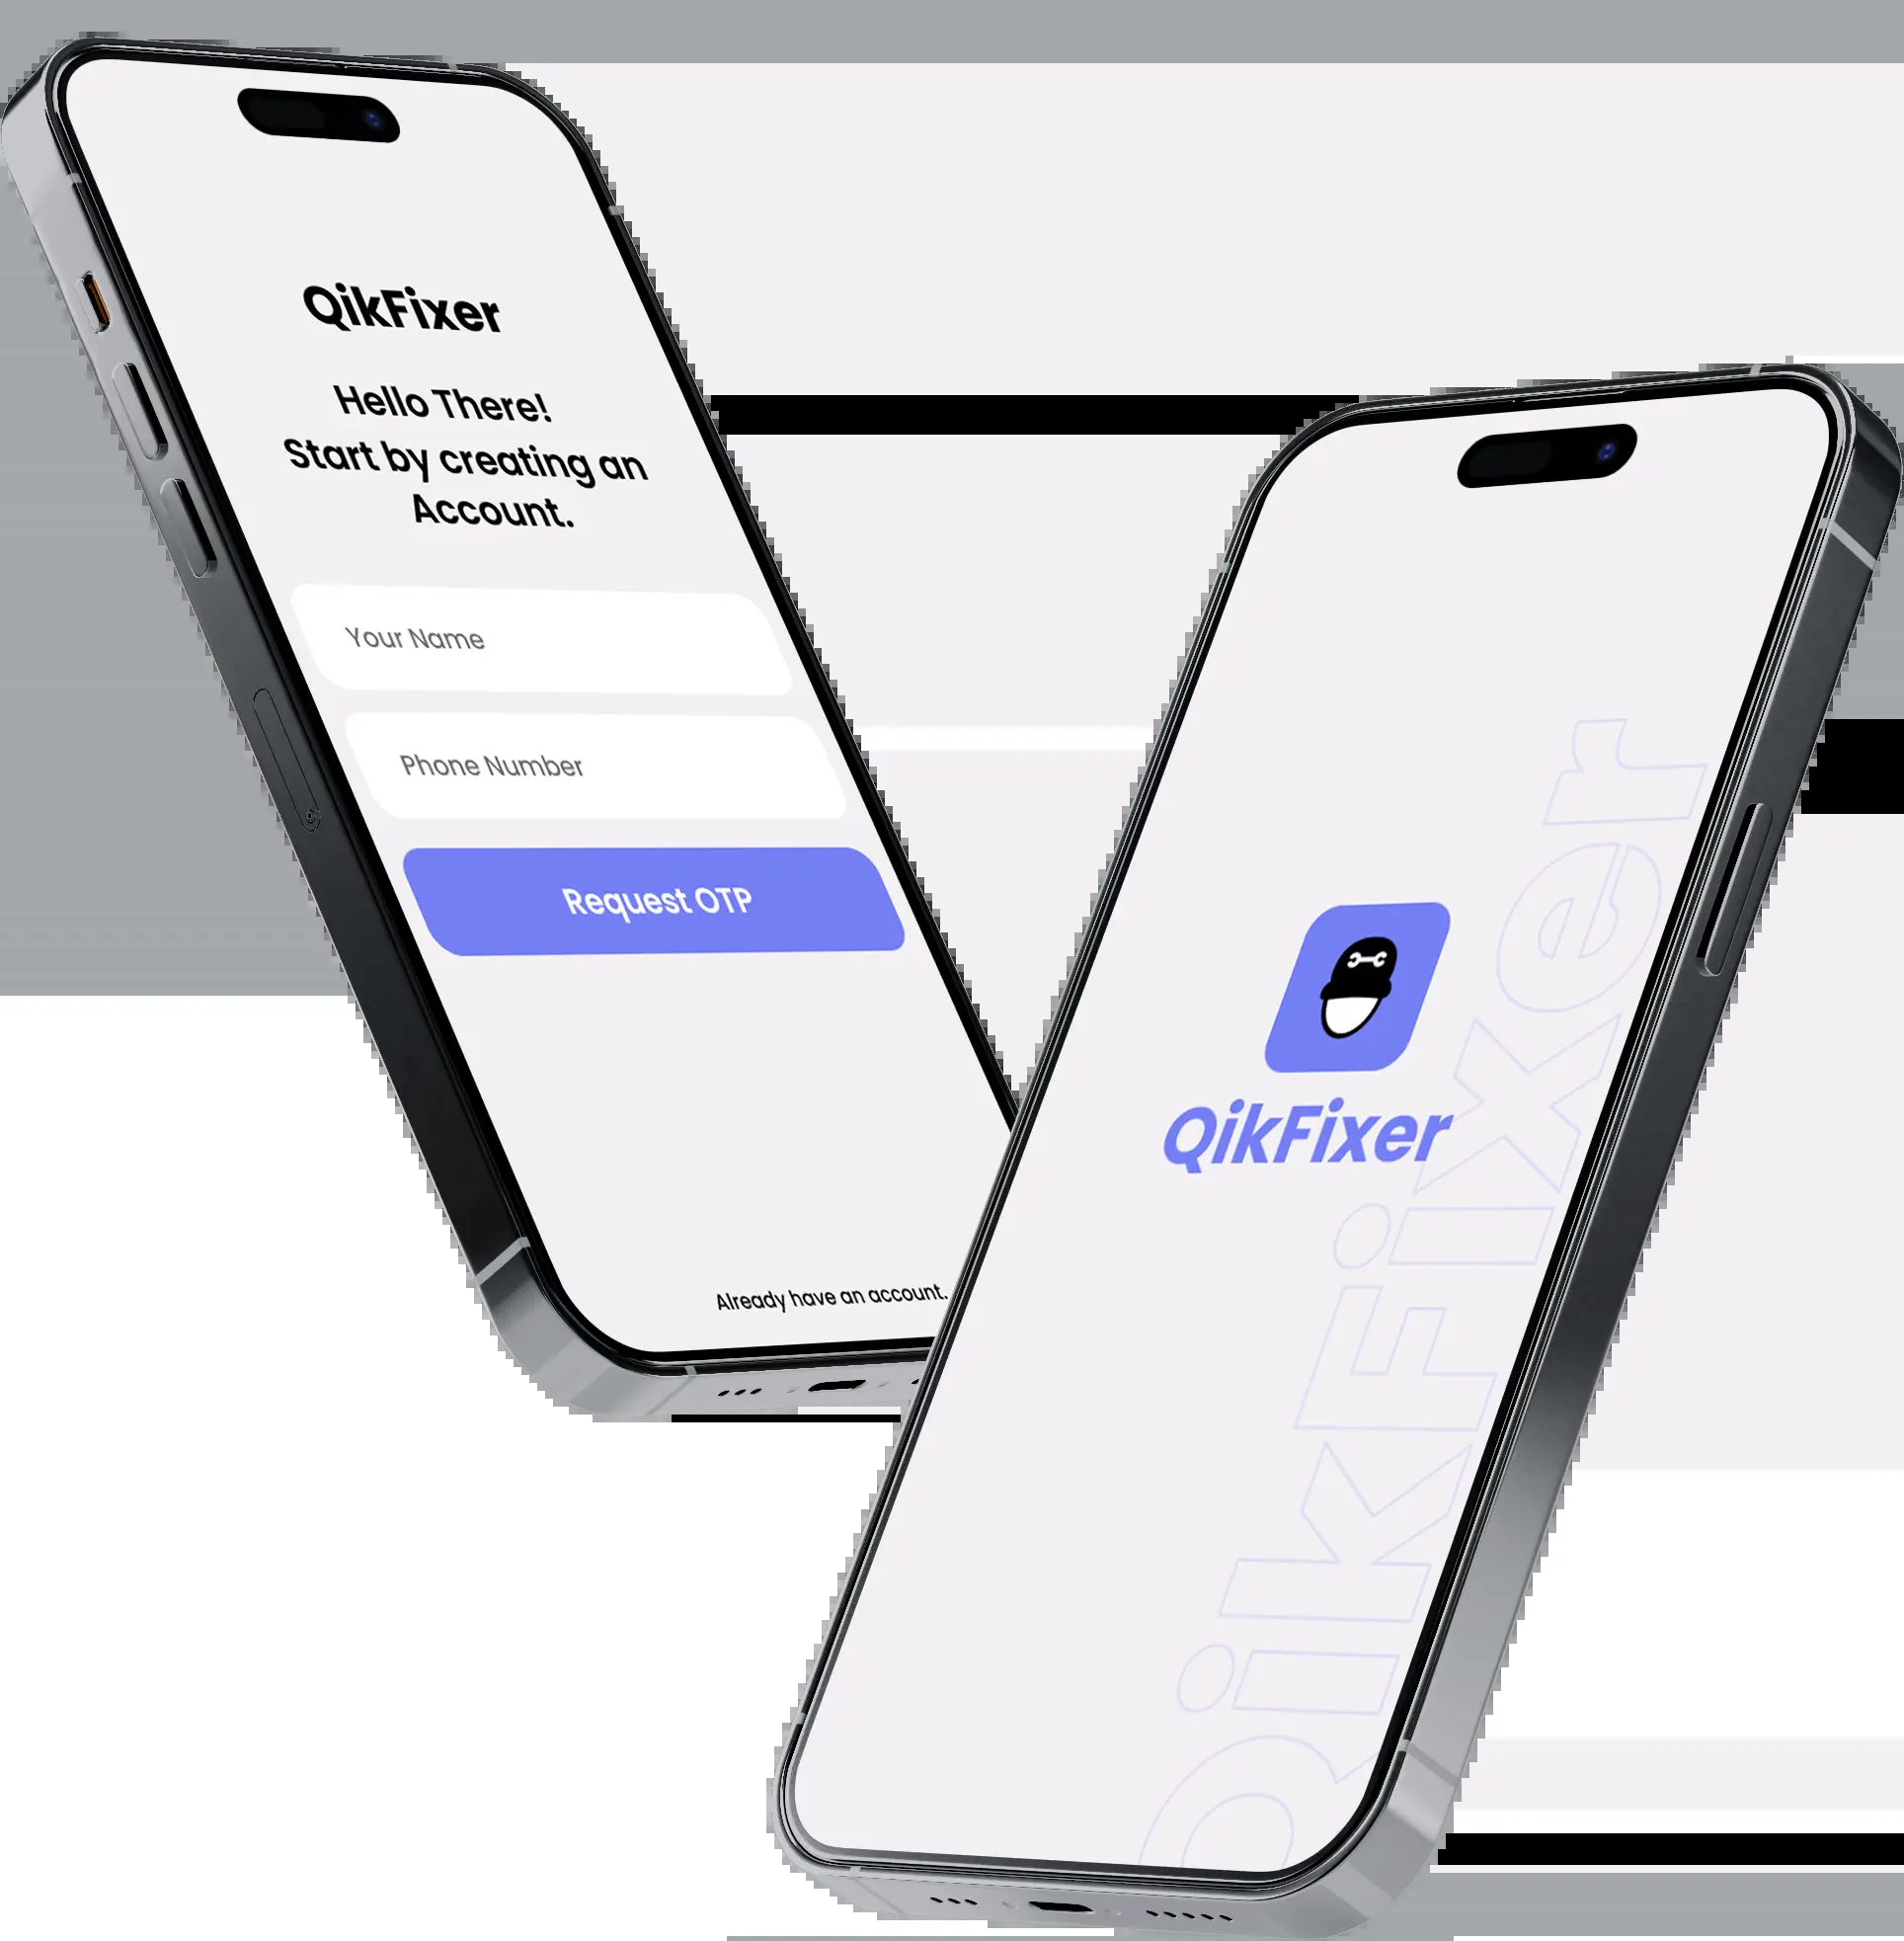 QikFixer
Hello There!
Start by creating an
Account.
Your Name
Phone Number
Request OTP
Already have an account.
QikFixer
QikFixer